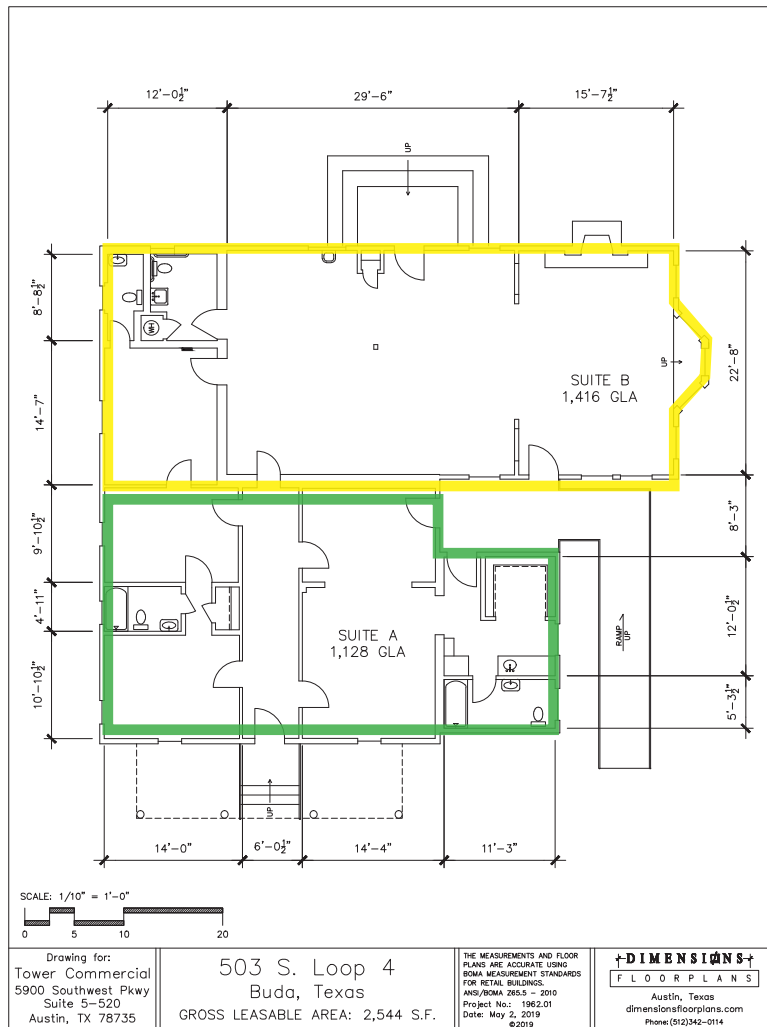 12'-0½" 29'-6" 15'-7½"
UP
8'-8½"
WH
14'-7"
UP
22'-8"
SUITE B
1,416 GLA
9'-10½"
8'-3"
4'-11"
SUITE A
1,128 GLA
RAMP
UP
12'-0½"
10'-10½"
5'-3½"
UP
14'-0" 6'-0½" 14'-4" 11'-3"
SCALE: 1/10" = 1'-0"
0 5 10 20
Drawing for:
Tower Commercial
5900 Southwest Pkwy
Suite 5-520
Austin, TX 78735
503 S. Loop 4
Buda, Texas
GROSS LEASABLE AREA: 2,544 S.F.
THE MEASUREMENTS AND FLOOR
PLANS ARE ACCURATE USING
BOMA MEASUREMENT STANDARDS
FOR RETAIL BUILDINGS.
ANSI/BOMA Z65.5 - 2010
Project No.: 1962.01
Date: May 2, 2019
©2019
DIMENSIONS
FLOORPLANS
Austin, Texas
dimensionsfloorplans.com
Phone: (512)342-0114